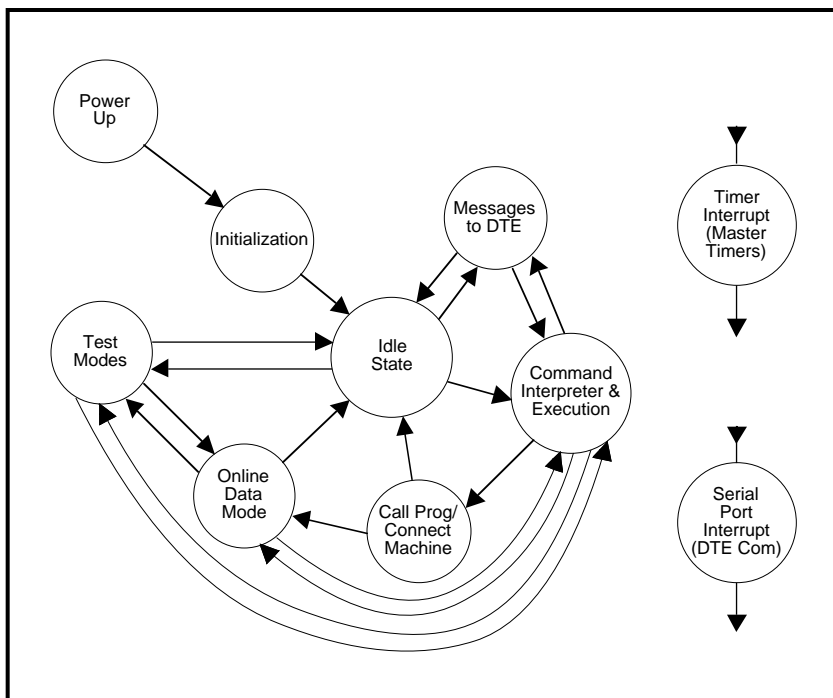 Power
Up
Initialization
Messages
to DTE
Timer
Interrupt
(Master
Timers)
Test
Modes
Idle
State
Command
Interpreter &
Execution
Online
Data
Mode
Call Prog/
Connect
Machine
Serial
Port
Interrupt
(DTE Com)